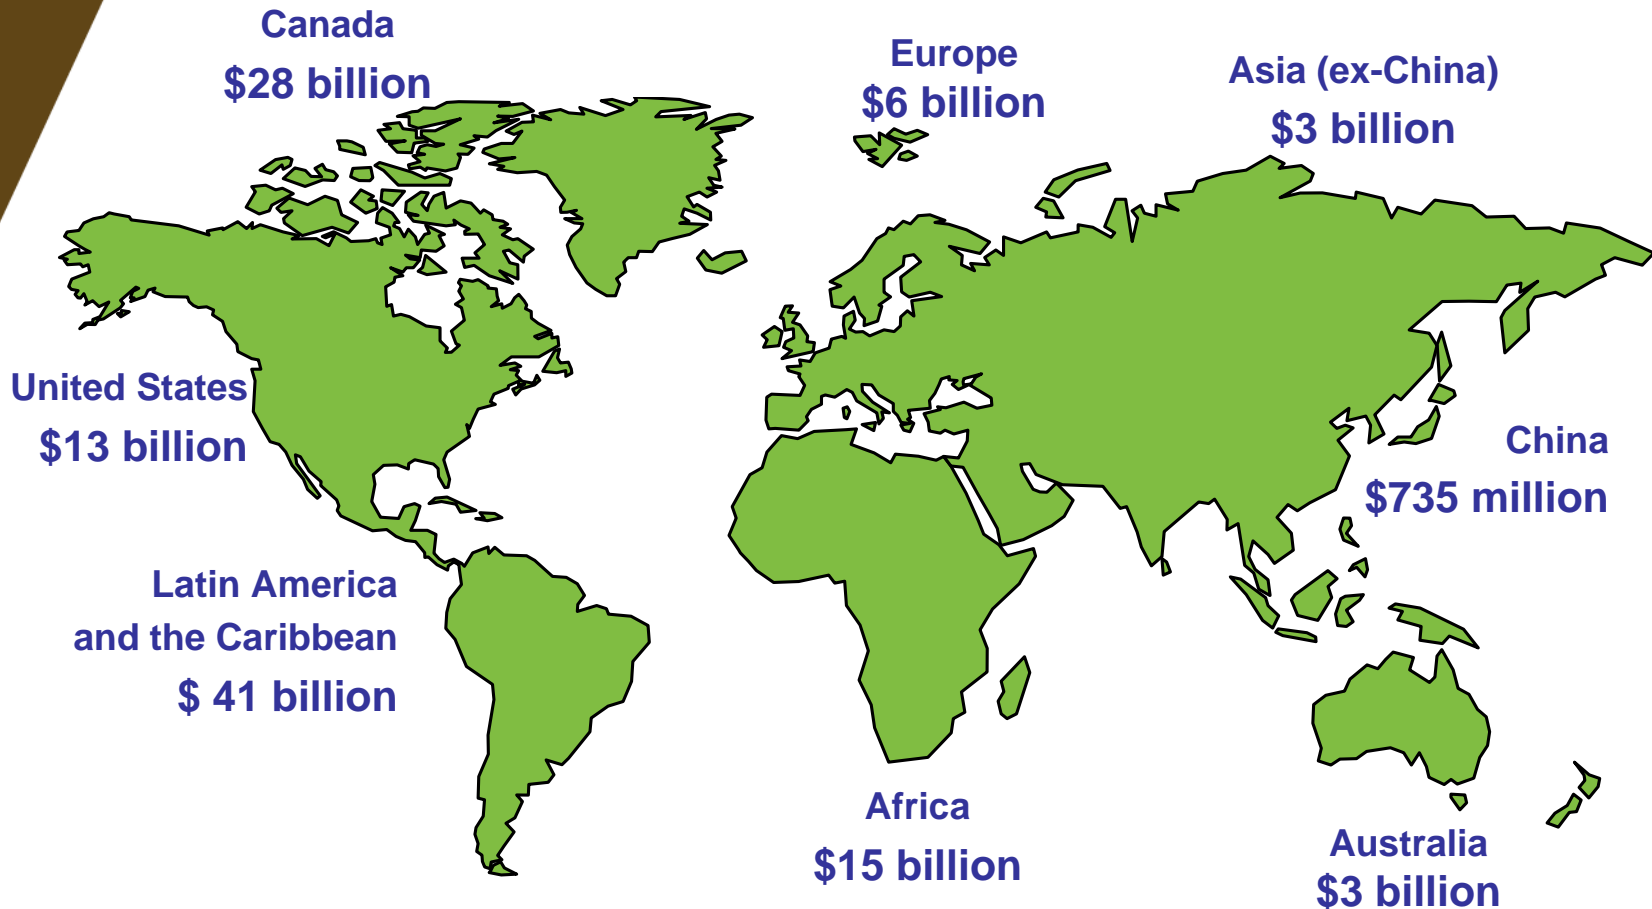 Canada
$28 billion
Europe
$6 billion
Asia (ex-China)
$3 billion
United States
$13 billion
China
$735 million
Latin America
and the Caribbean
$ 41 billion
Africa
$15 billion
Australia
$3 billion